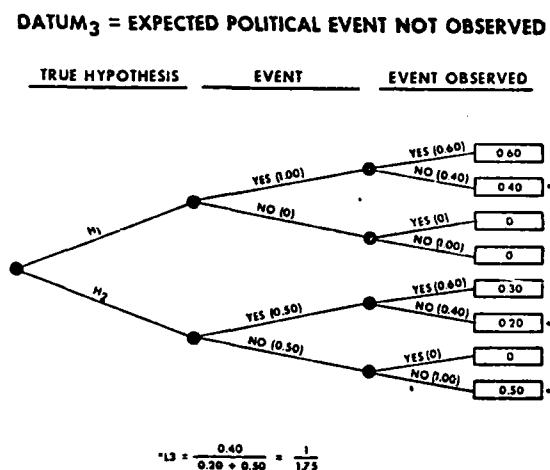 DATUM3 = EXPECTED POLITICAL EVENT NOT OBSERVED
TRUE HYPOTHESIS EVENT EVENT OBSERVED
YES (0.60) 0.60
YES (1.00)
NO (0.40) 0.40 *
NO (0) YES (0) 0
H1
NO (1.00) 0
H2
YES (0.60) 0.30
YES (0.50)
NO (0.40) 0.20 *
NO (0.50) YES (0) 0
NO (1.00) 0.50 *
*L3 = 0.40 / 0.20 + 0.50 = 1 / 1.75